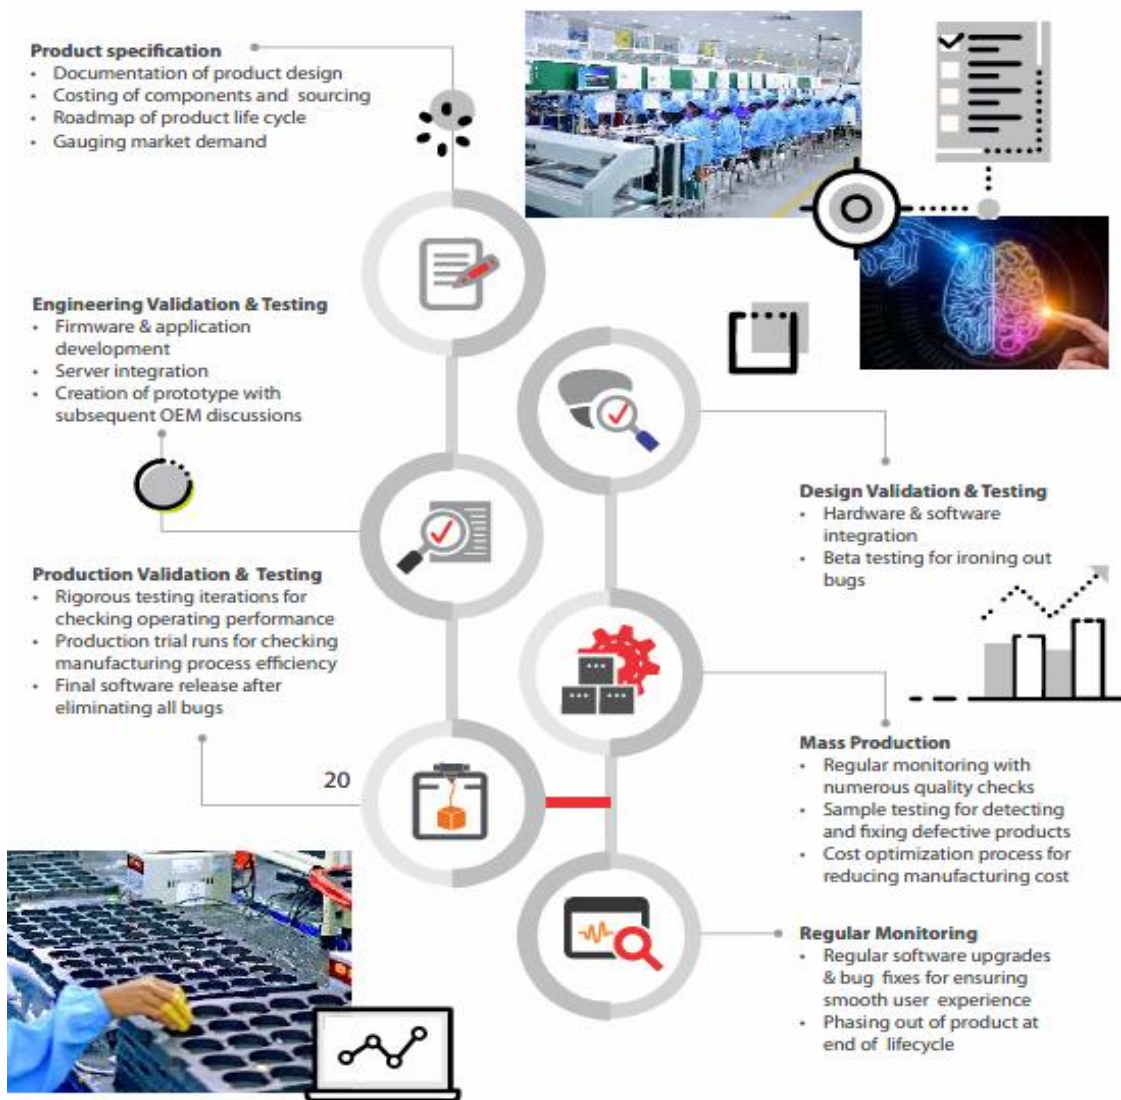 Product specification
• Documentation of product design
• Costing of components and sourcing
• Roadmap of product life cycle
• Gauging market demand
Engineering Validation & Testing
• Firmware & application
development
• Server integration
• Creation of prototype with
subsequent OEM discussions
Design Validation & Testing
• Hardware & software
integration
• Beta testing for ironing out
bugs
Production Validation & Testing
• Rigorous testing iterations for
checking operating performance
• Production trial runs for checking
manufacturing process efficiency
• Final software release after
eliminating all bugs
20
Mass Production
• Regular monitoring with
numerous quality checks
• Sample testing for detecting
and fixing defective products
• Cost optimization process for
reducing manufacturing cost
Regular Monitoring
• Regular software upgrades
& bug fixes for ensuring
smooth user experience
• Phasing out of product at
end of lifecycle